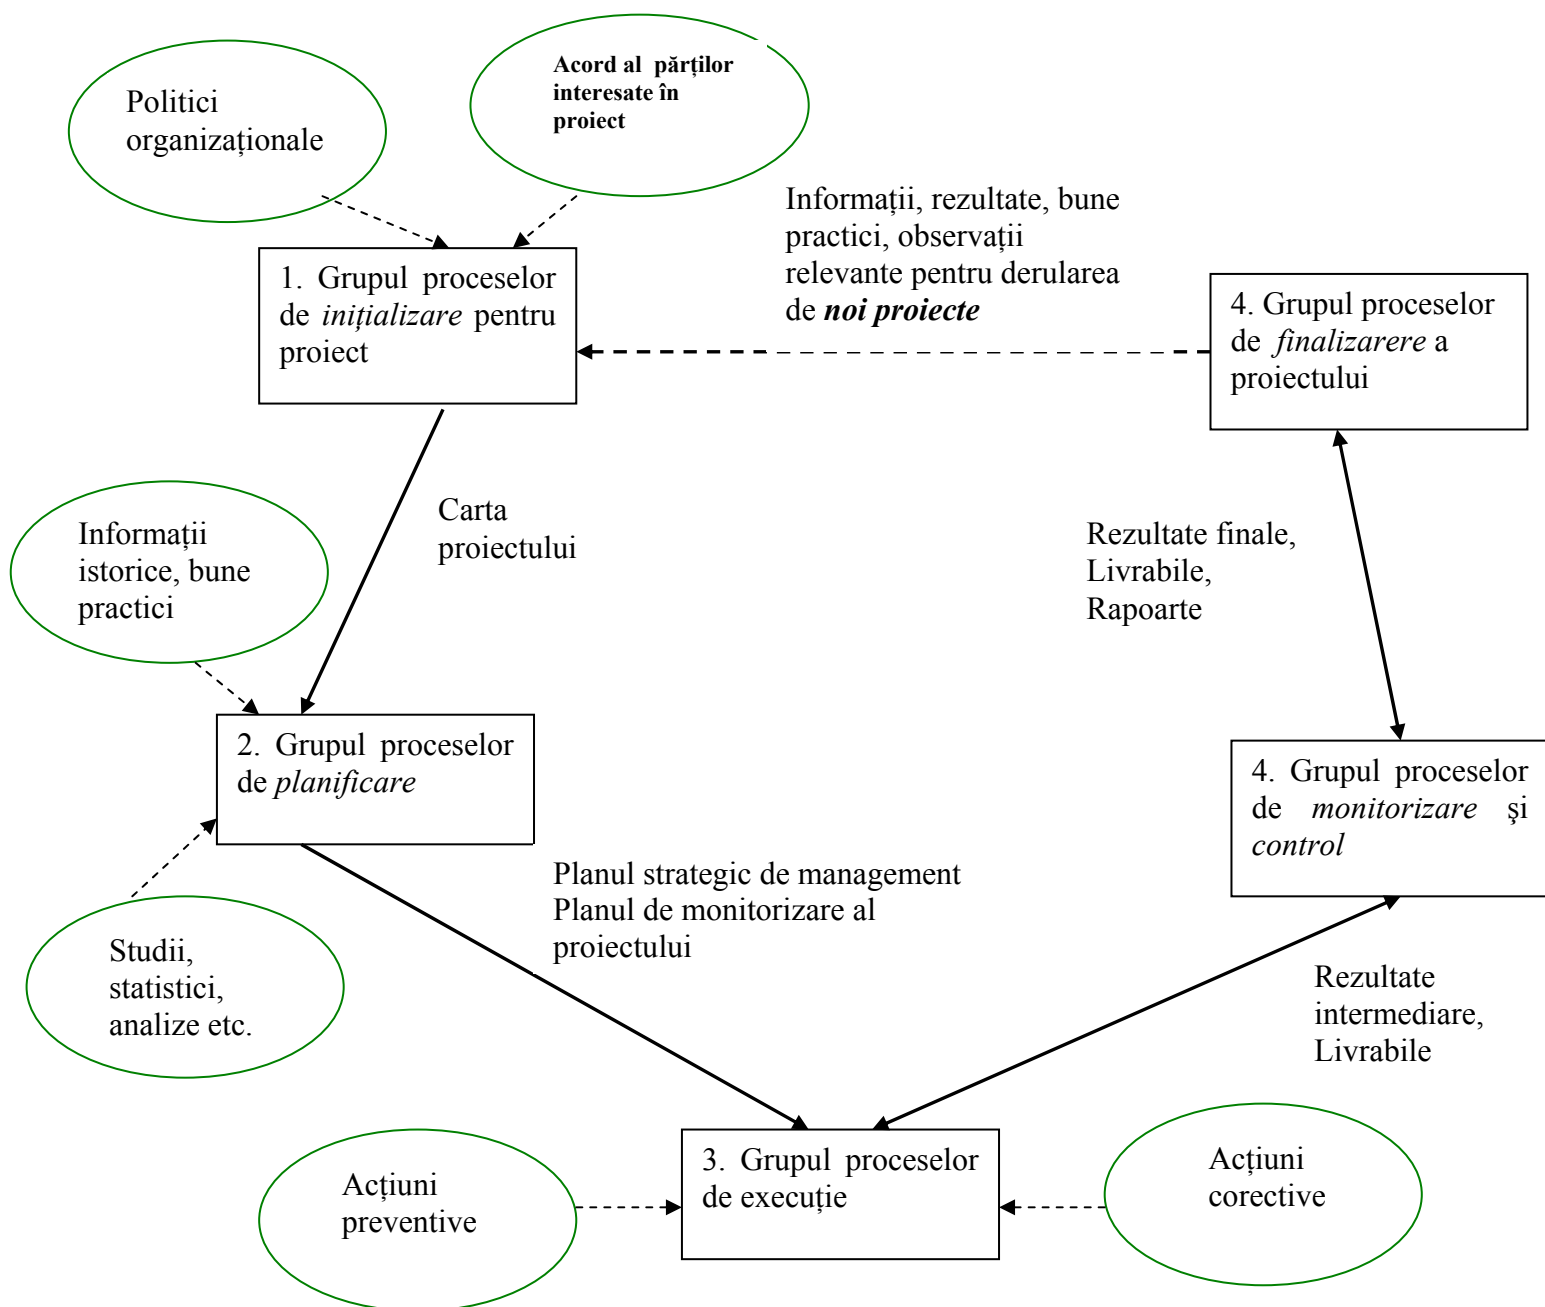 Politici
organizaționale
Acord al părților
interesate în
proiect
Informații, rezultate, bune
practici, observații
relevante pentru derularea
de noi proiecte
1. Grupul proceselor
de inițializare pentru
proiect
4. Grupul proceselor
de finalizarere a
proiectului
Carta
proiectului
Rezultate finale,
Livrabile,
Rapoarte
Informații
istorice, bune
practici
2. Grupul proceselor
de planificare
4. Grupul proceselor
de monitorizare şi
control
Planul strategic de management
Planul de monitorizare al
proiectului
Studii,
statistici,
analize etc.
Rezultate
intermediare,
Livrabile
Acțiuni
preventive
3. Grupul proceselor
de execuție
Acțiuni
corective